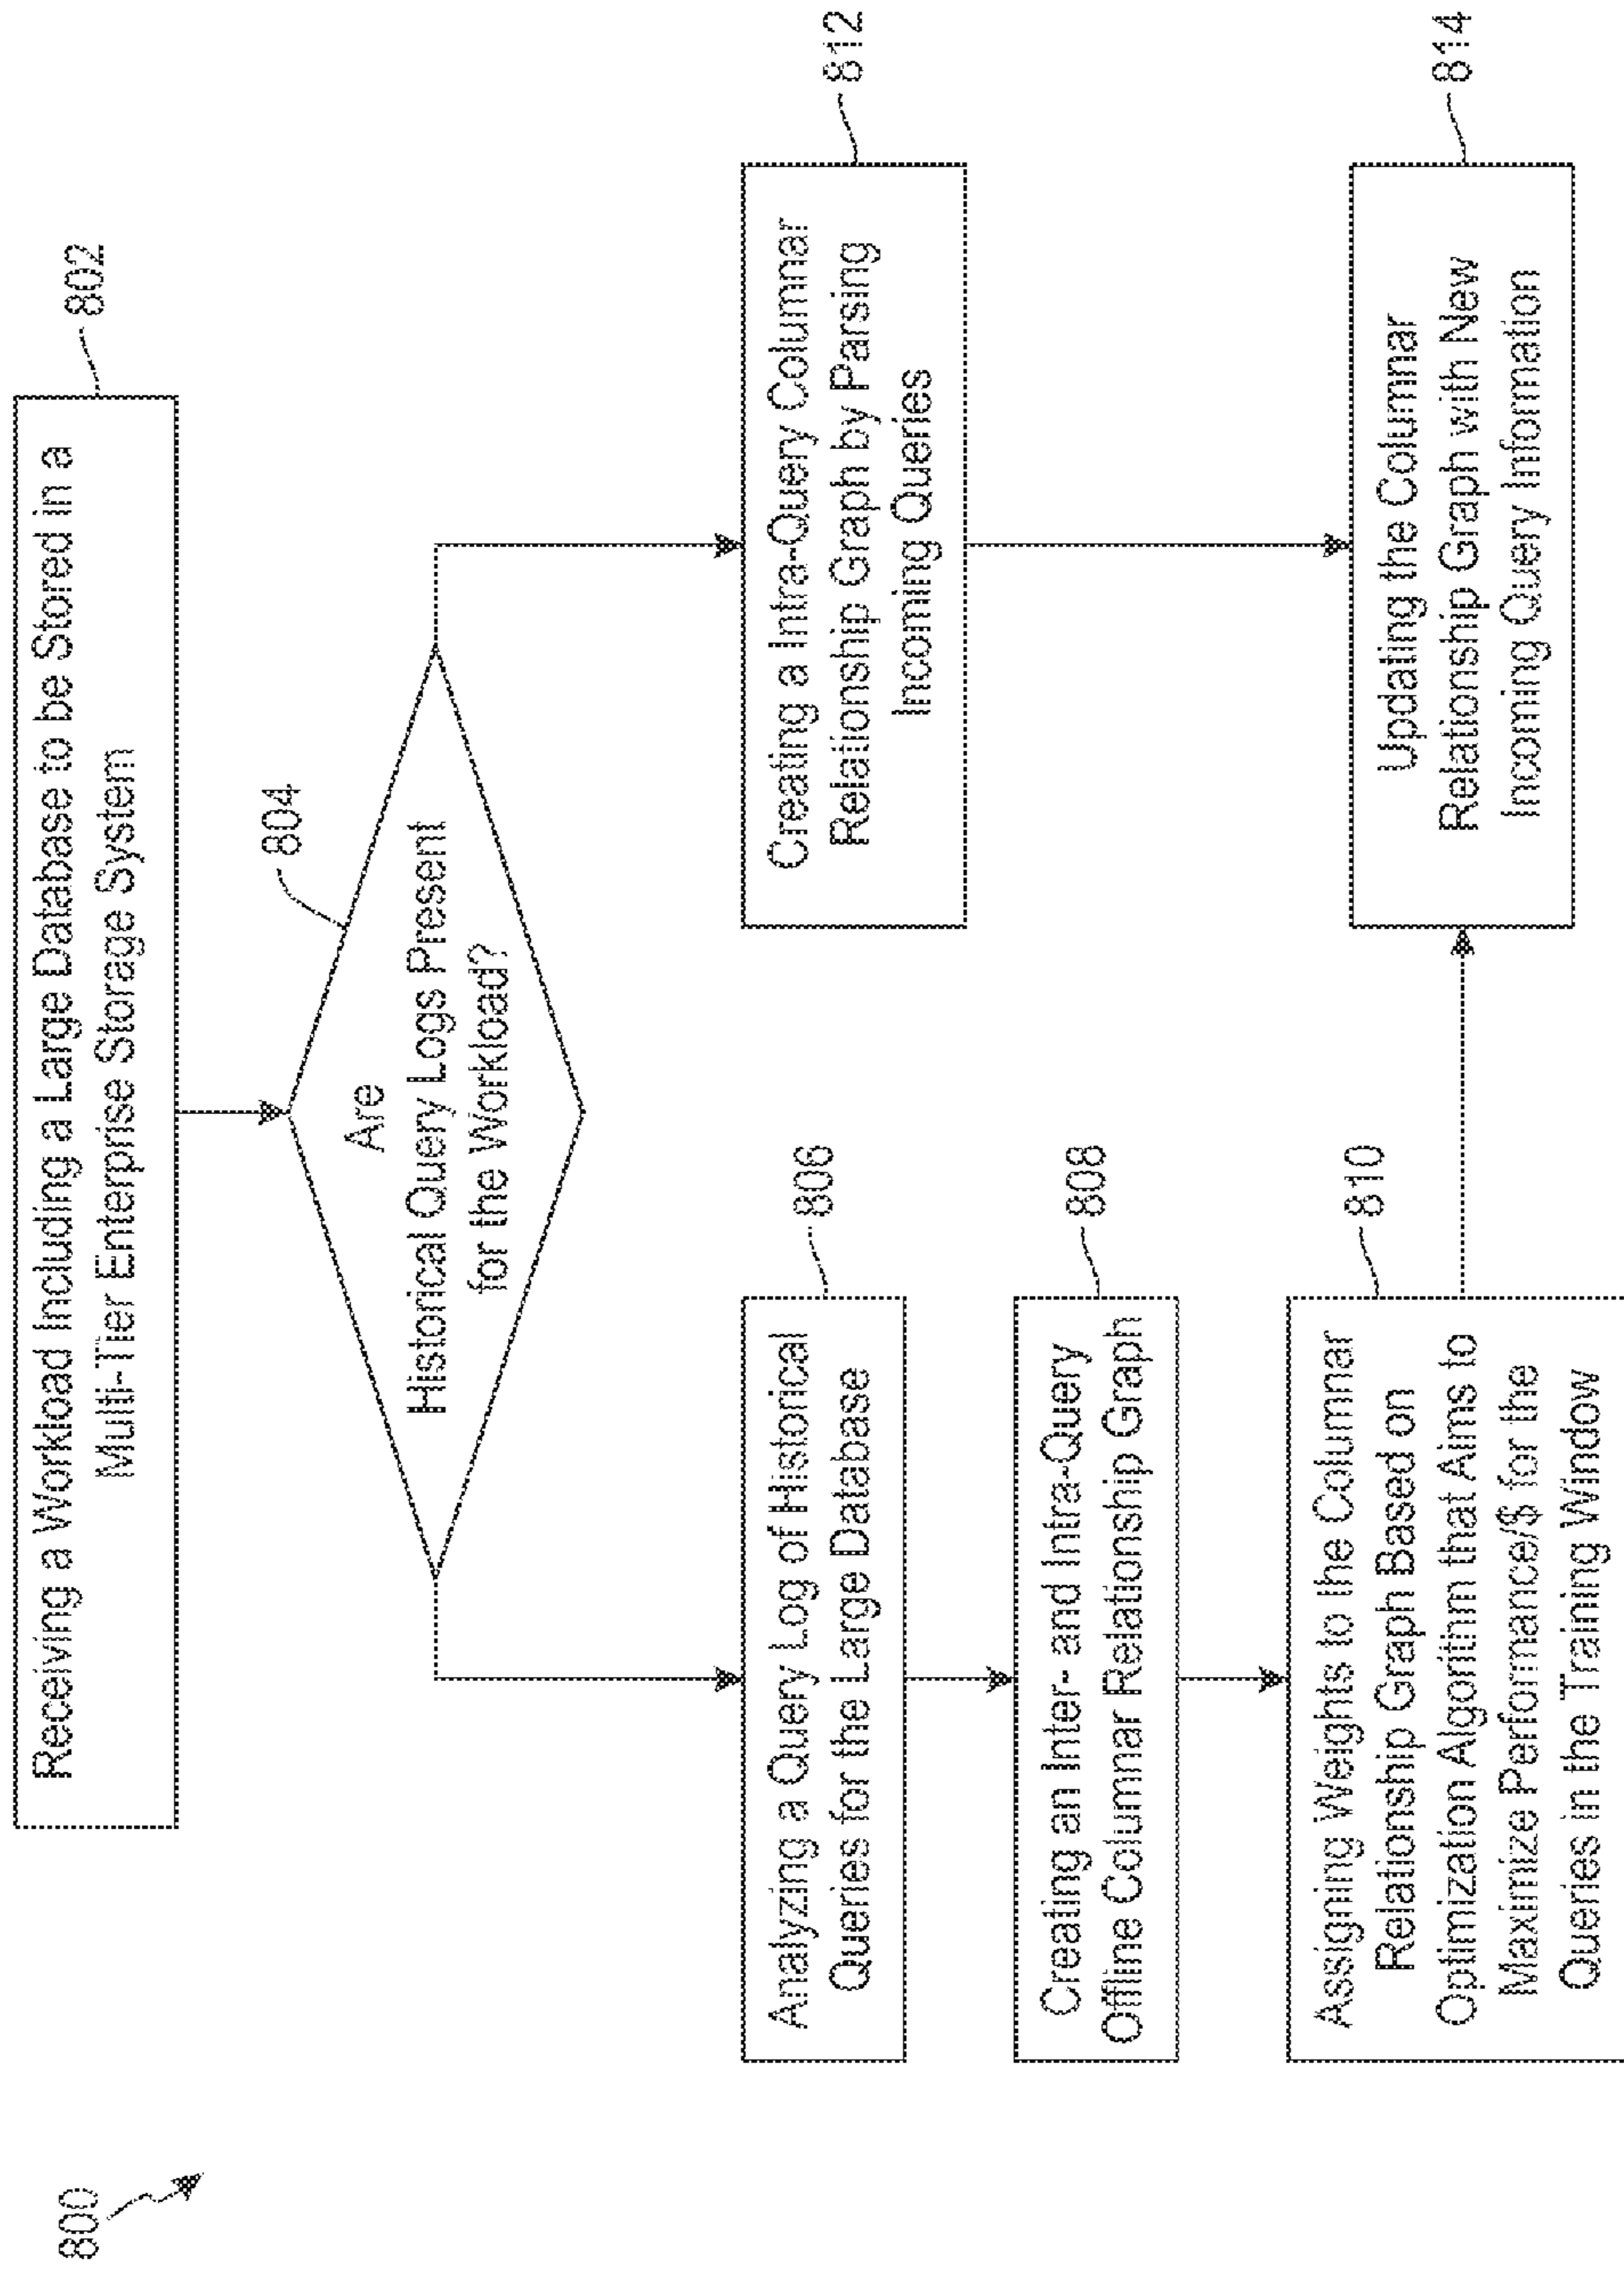 800
Receiving a Workload Including a Large Database to be Stored in a
Multi-Tier Enterprise Storage System
802
804
Are
Historical Query Logs Present
for the Workload?
Analyzing a Query Log of Historical
Queries for the Large Database
806
Creating an Inter- and Intra-Query
Offline Columnar Relationship Graph
808
Assigning Weights to the Columnar
Relationship Graph Based on
Optimization Algorithm that Aims to
Maximize Performance/$ for the
Queries in the Training Window
810
Creating a Intra-Query Columnar
Relationship Graph by Parsing
Incoming Queries
812
Updating the Columnar
Relationship Graph with New
Incoming Query Information
814